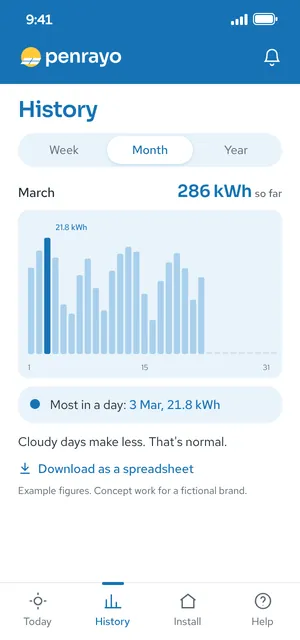 9:41
penrayo
History
Week Month Year
March 286 kWh so far
21.8 kWh
1 15 31
Most in a day: 3 Mar, 21.8 kWh
Cloudy days make less. That's normal.
Download as a spreadsheet
Example figures. Concept work for a fictional brand.
Today History Install Help